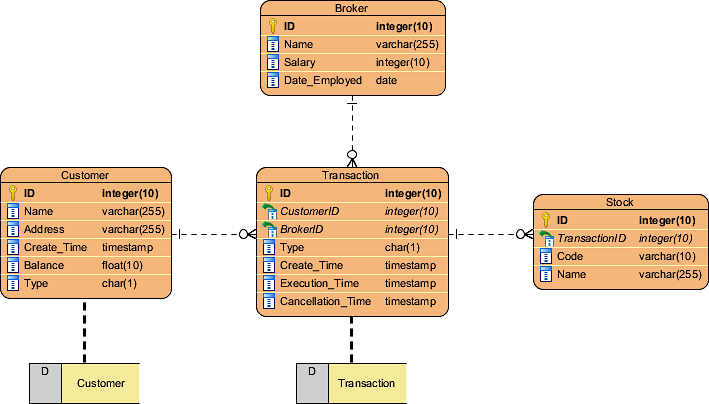 Broker
ID integer(10)
Name varchar(255)
Salary integer(10)
Date_Employed date
Customer
ID integer(10)
Name varchar(255)
Address varchar(255)
Create_Time timestamp
Balance float(10)
Type char(1)
Transaction
ID integer(10)
CustomerID integer(10)
BrokerID integer(10)
Type char(1)
Create_Time timestamp
Execution_Time timestamp
Cancellation_Time timestamp
Stock
ID integer(10)
TransactionID integer(10)
Code varchar(10)
Name varchar(255)
D
Customer
D
Transaction